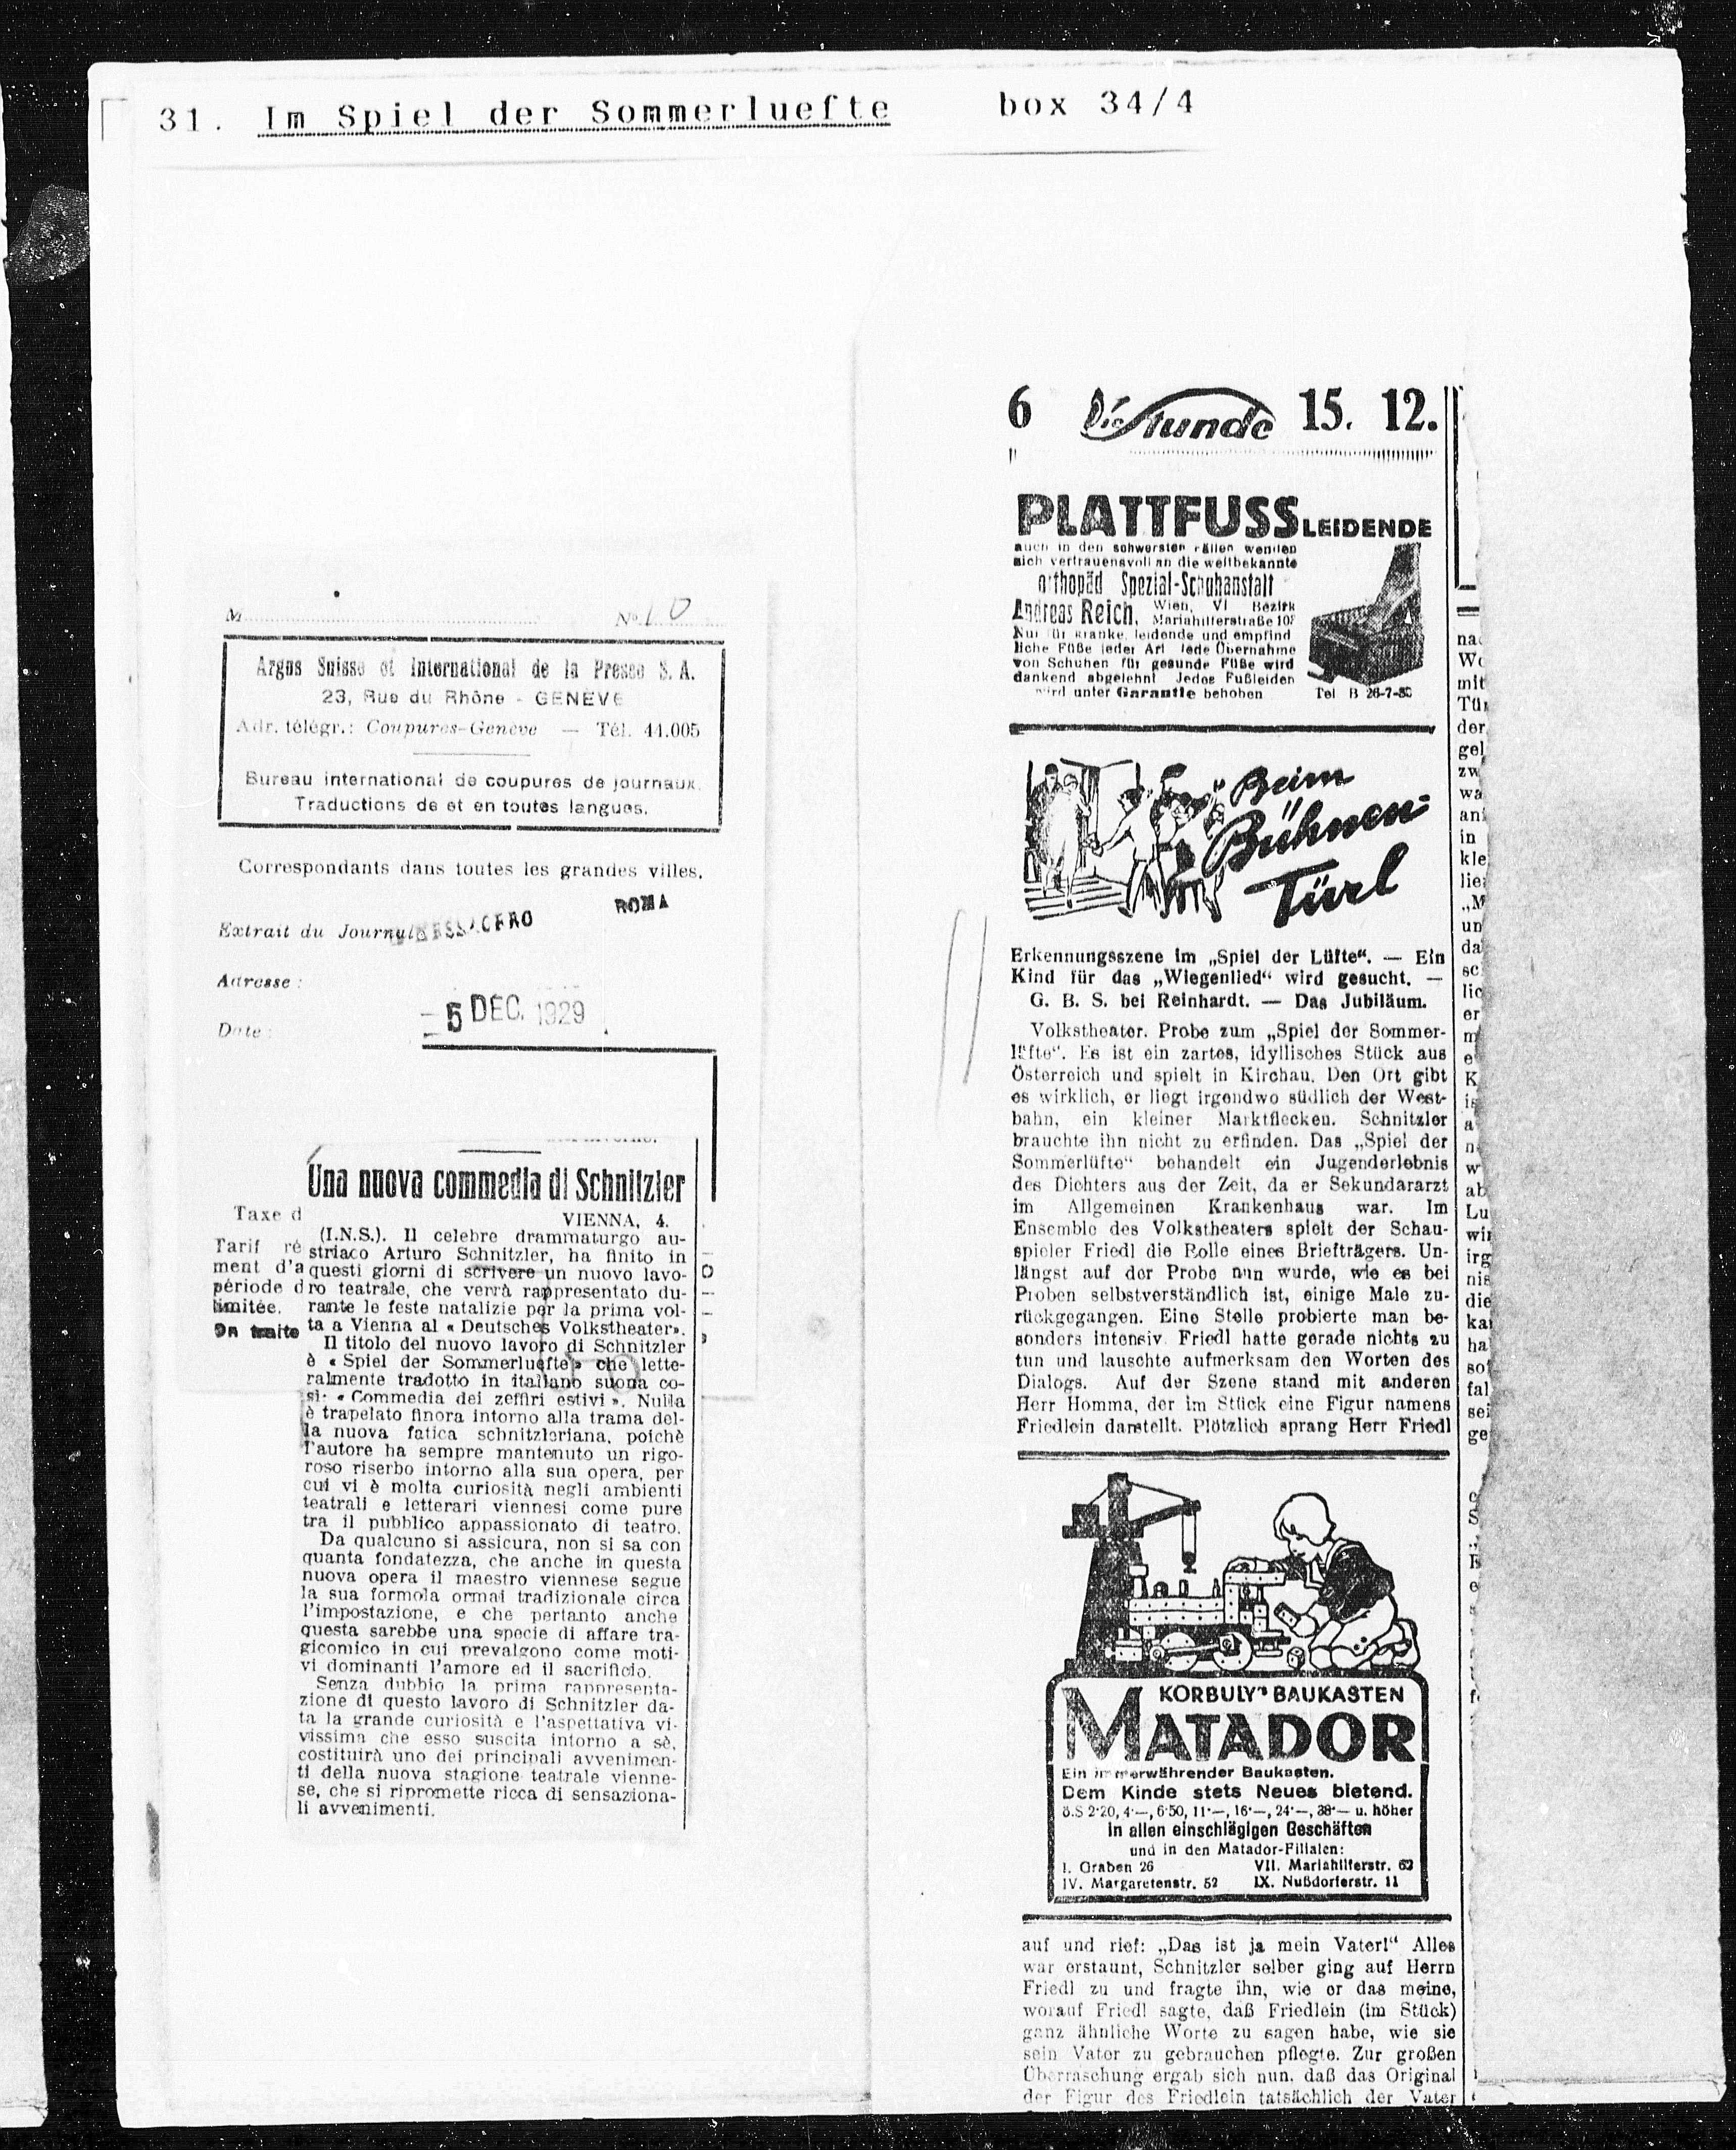 31. Im Spiel der Sommerluefte box 34/4
M No
Argus Suisse et International de la Presse S. A.
23, Rue du Rhône - GENÈVE
Adr. télégr.: Coupures-Genève — Tél. 44.005
Bureau international de coupures de journaux.
Traductions de et en toutes langues.
Correspondants dans toutes les grandes villes.
Extrait du Journal: MESSAGERO ROMA
Adresse :
Date :
- 5 DEC. 1929
Taxe d
Tarif ré
ment d'a
période d
limitée.
On traite
Una nuova commedia di Schnitzler
VIENNA, 4.
(I.N.S.). Il celebre drammaturgo au-
striaco Arturo Schnitzler, ha finito in
questi giorni di scrivere un nuovo lavo-
ro teatrale, che verrà rappresentato du-
rante le feste natalizie per la prima vol-
ta a Vienna al « Deutsches Volkstheater».
Il titolo del nuovo lavoro di Schnitzler
è « Spiel der Sommerluefte» che lette-
ralmente tradotto in italiano suona co-
sì: « Commedia dei zeffiri estivi ». Nulla
è trapelato finora intorno alla trama del-
la nuova fatica schnitzleriana, poichè
l'autore ha sempre mantenuto un rigo-
roso riserbo intorno alla sua opera, per
cui vi è molta curiosità negli ambienti
teatrali e letterari viennesi come pure
tra il pubblico appassionato di teatro.
Da qualcuno si assicura, non si sa con
quanta fondatezza, che anche in questa
nuova opera il maestro viennese segue
la sua formola ormai tradizionale circa
l'impostazione, e che pertanto anche
questa sarebbe una specie di affare tra-
gicomico in cui prevalgono come moti-
vi dominanti l'amore ed il sacrificio.
Senza dubbio la prima rappresenta-
zione di questo lavoro di Schnitzler da-
ta la grande curiosità e l'aspettativa vi-
vissima che esso suscita intorno a sè,
costituirà uno dei principali avvenimen-
ti della nuova stagione teatrale vienne-
se, che si ripromette ricca di sensaziona-
li avvenimenti.
6 Die Stunde 15. 12.
PLATTFUSS LEIDENDE
auch in den schwersten Fällen wenden
sich vertrauensvoll an die weltbekannte
orthopäd Spezial-Schuhanstalt
Andreas Reich, Wien, VI Bezirk
Mariahilferstraße 10
Nur für kranke, leidende und empfind
liche Füße jeder Art Jede Übernahme
von Schuhen für gesunde Füße wird
dankend abgelehnt Jedes Fußleiden
wird unter Garantie behoben Tel B 26-7-80
Beim
Bühnen-
Türl
Erkennungsszene im „Spiel der Lüfte“. — Ein
Kind für das „Wiegenlied“ wird gesucht. —
G. B. S. bei Reinhardt. — Das Jubiläum.
Volkstheater. Probe zum „Spiel der Sommer-
lüfte“. Es ist ein zartes, idyllisches Stück aus
Österreich und spielt in Kirchau. Den Ort gibt
es wirklich, er liegt irgendwo südlich der West-
bahn, ein kleiner Marktflecken. Schnitzler
brauchte ihn nicht zu erfinden. Das „Spiel der
Sommerlüfte“ behandelt ein Jugenderlebnis
des Dichters aus der Zeit, da er Sekundararzt
im Allgemeinen Krankenhaus war. Im
Ensemble des Volkstheaters spielt der Schau-
spieler Friedl die Rolle eines Briefträgers. Un-
längst auf der Probe nun wurde, wie es bei
Proben selbstverständlich ist, einige Male zu-
rückgegangen. Eine Stelle probierte man be-
sonders intensiv. Friedl hatte gerade nichts zu
tun und lauschte aufmerksam den Worten des
Dialogs. Auf der Szene stand mit anderen
Herr Homma, der im Stück eine Figur namens
Friedlein darstellt. Plötzlich sprang Herr Friedl
KORBULY'S BAUKASTEN
MATADOR
Ein immerwährender Baukasten.
Dem Kinde stets Neues bietend.
ö.S 2·20, 4·—, 6·50, 11·—, 16·—, 24·—, 38·— u. höher
in allen einschlägigen Geschäften
und in den Matador-Filialen:
I. Graben 26 VII. Mariahilferstr. 62
IV. Margaretenstr. 52 IX. Nußdorferstr. 11
auf und rief: „Das ist ja mein Vater!“ Alles
war erstaunt, Schnitzler selber ging auf Herrn
Friedl zu und fragte ihn, wie er das meine,
worauf Friedl sagte, daß Friedlein (im Stück)
ganz ähnliche Worte zu sagen habe, wie sie
sein Vater zu gebrauchen pflegte. Zur großen
Überraschung ergab sich nun, daß das Original
der Figur des Friedlein tatsächlich der Vater